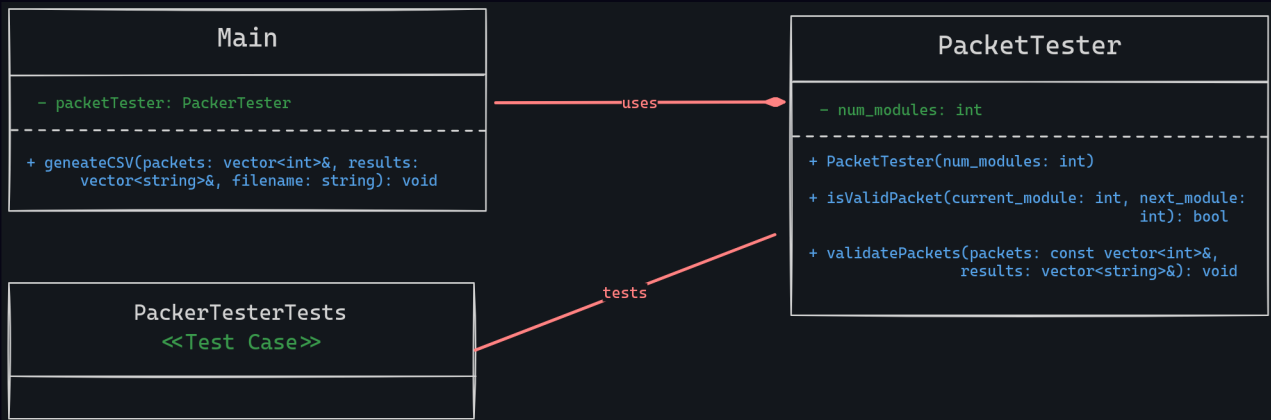 Main
- packetTester: PackerTester
+ geneateCSV(packets: vector<int>&, results:
vector<string>&, filename: string): void
uses
PacketTester
- num_modules: int
+ PacketTester(num_modules: int)
+ isValidPacket(current_module: int, next_module:
int): bool
+ validatePackets(packets: const vector<int>&,
results: vector<string>&): void
tests
PackerTesterTests
<<Test Case>>